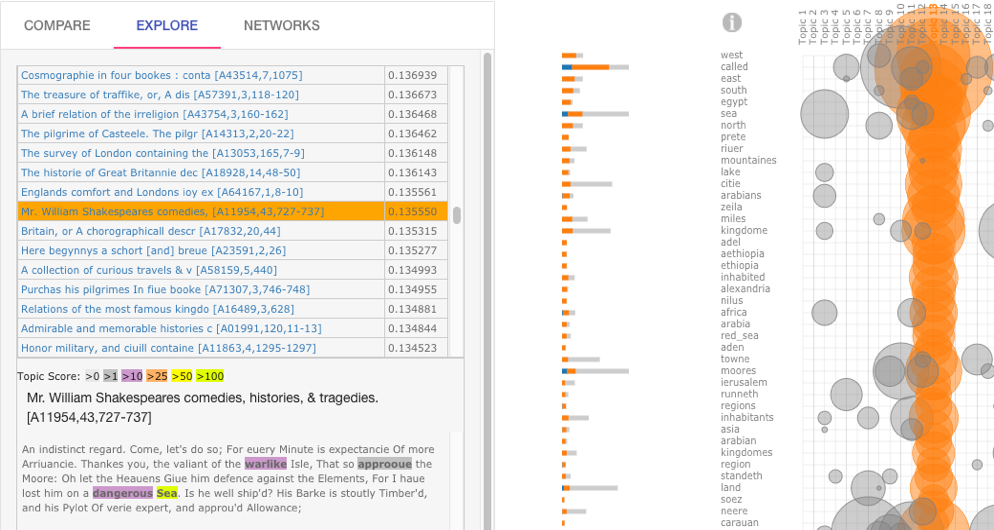 COMPARE EXPLORE NETWORKS
Cosmographie in four bookes : conta [A43514,7,1075] 0.136939
The treasure of traffike, or, A dis [A57391,3,118-120] 0.136673
A brief relation of the irreligion [A43754,3,160-162] 0.136468
The pilgrime of Casteele. The pilgr [A14313,2,20-22] 0.136462
The survey of London containing the [A13053,165,7-9] 0.136148
The historie of Great Britannie dec [A18928,14,48-50] 0.136143
Englands comfort and Londons ioy ex [A64167,1,8-10] 0.135561
Mr. William Shakespeares comedies, [A11954,43,727-737] 0.135550
Britain, or A chorographicall descr [A17832,20,44] 0.135315
Here begynnys a schort [and] breue [A23591,2,26] 0.135277
A collection of curious travels & v [A58159,5,440] 0.134993
Purchas his pilgrimes In fiue booke [A71307,3,746-748] 0.134955
Relations of the most famous kingdo [A16489,3,628] 0.134881
Admirable and memorable histories c [A01991,120,11-13] 0.134844
Honor military, and ciuill containe [A11863,4,1295-1297] 0.134523
Topic Score: >0 >1 >10 >25 >50 >100
Mr. William Shakespeares comedies, histories, & tragedies.
[A11954,43,727-737]
An indistinct regard. Come, let's do so; For euery Minute is expectancie Of more
Arriuancie. Thankes you, the valiant of the warlike Isle, That so approoue the
Moore: Oh let the Heauens Giue him defence against the Elements, For I haue
lost him on a dangerous Sea. Is he well ship'd? His Barke is stoutly Timber'd,
and his Pylot Of verie expert, and approu'd Allowance;
i
west
called
east
south
egypt
sea
north
prete
riuer
mountaines
lake
citie
arabians
zeila
miles
kingdome
adel
aethiopia
ethiopia
inhabited
alexandria
nilus
africa
arabia
red_sea
aden
towne
moores
ierusalem
runneth
regions
inhabitants
asia
arabian
kingdomes
region
standeth
land
soez
neere
carauan
Topic 1
Topic 2
Topic 3
Topic 4
Topic 5
Topic 6
Topic 7
Topic 8
Topic 9
Topic 10
Topic 11
Topic 12
Topic 13
Topic 14
Topic 15
Topic 16
Topic 17
Topic 18